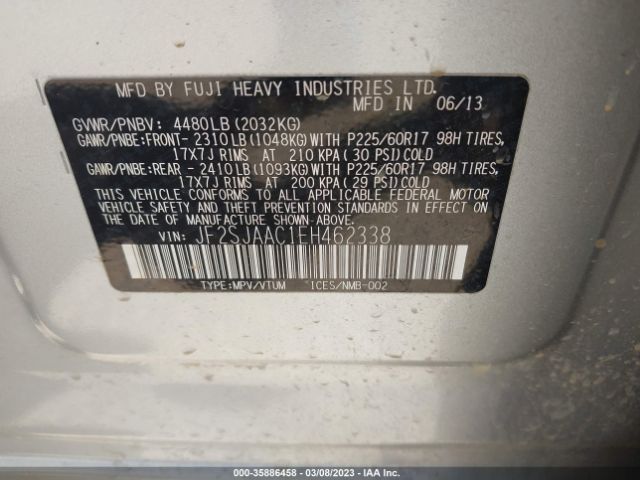 MFD BY FUJI HEAVY INDUSTRIES LTD.
MFD IN 06/13
GVWR/PNBV: 4480LB(2032KG)
GAWR/PNBE:FRONT- 2310LB(1048KG)WITH P225/60R17 98H TIRES,
17X7J RIMS AT 210 KPA( 30 PSI)COLD
GAWR/PNBE:REAR - 2410LB(1093KG)WITH P225/60R17 98H TIRES,
17X7J RIMS AT 200 KPA( 29 PSI)COLD
THIS VEHICLE CONFORMS TO ALL APPLICABLE FEDERAL MOTOR
VEHICLE SAFETY AND THEFT PREVENTION STANDARDS IN EFFECT
ON THE DATE OF MANUFACTURE SHOWN ABOVE.
VIN: JF2SJAAC1EH462338
TYPE:MPV/VTUM ICES/NMB-002
000-35886458 - 03/08/2023 - IAA Inc.